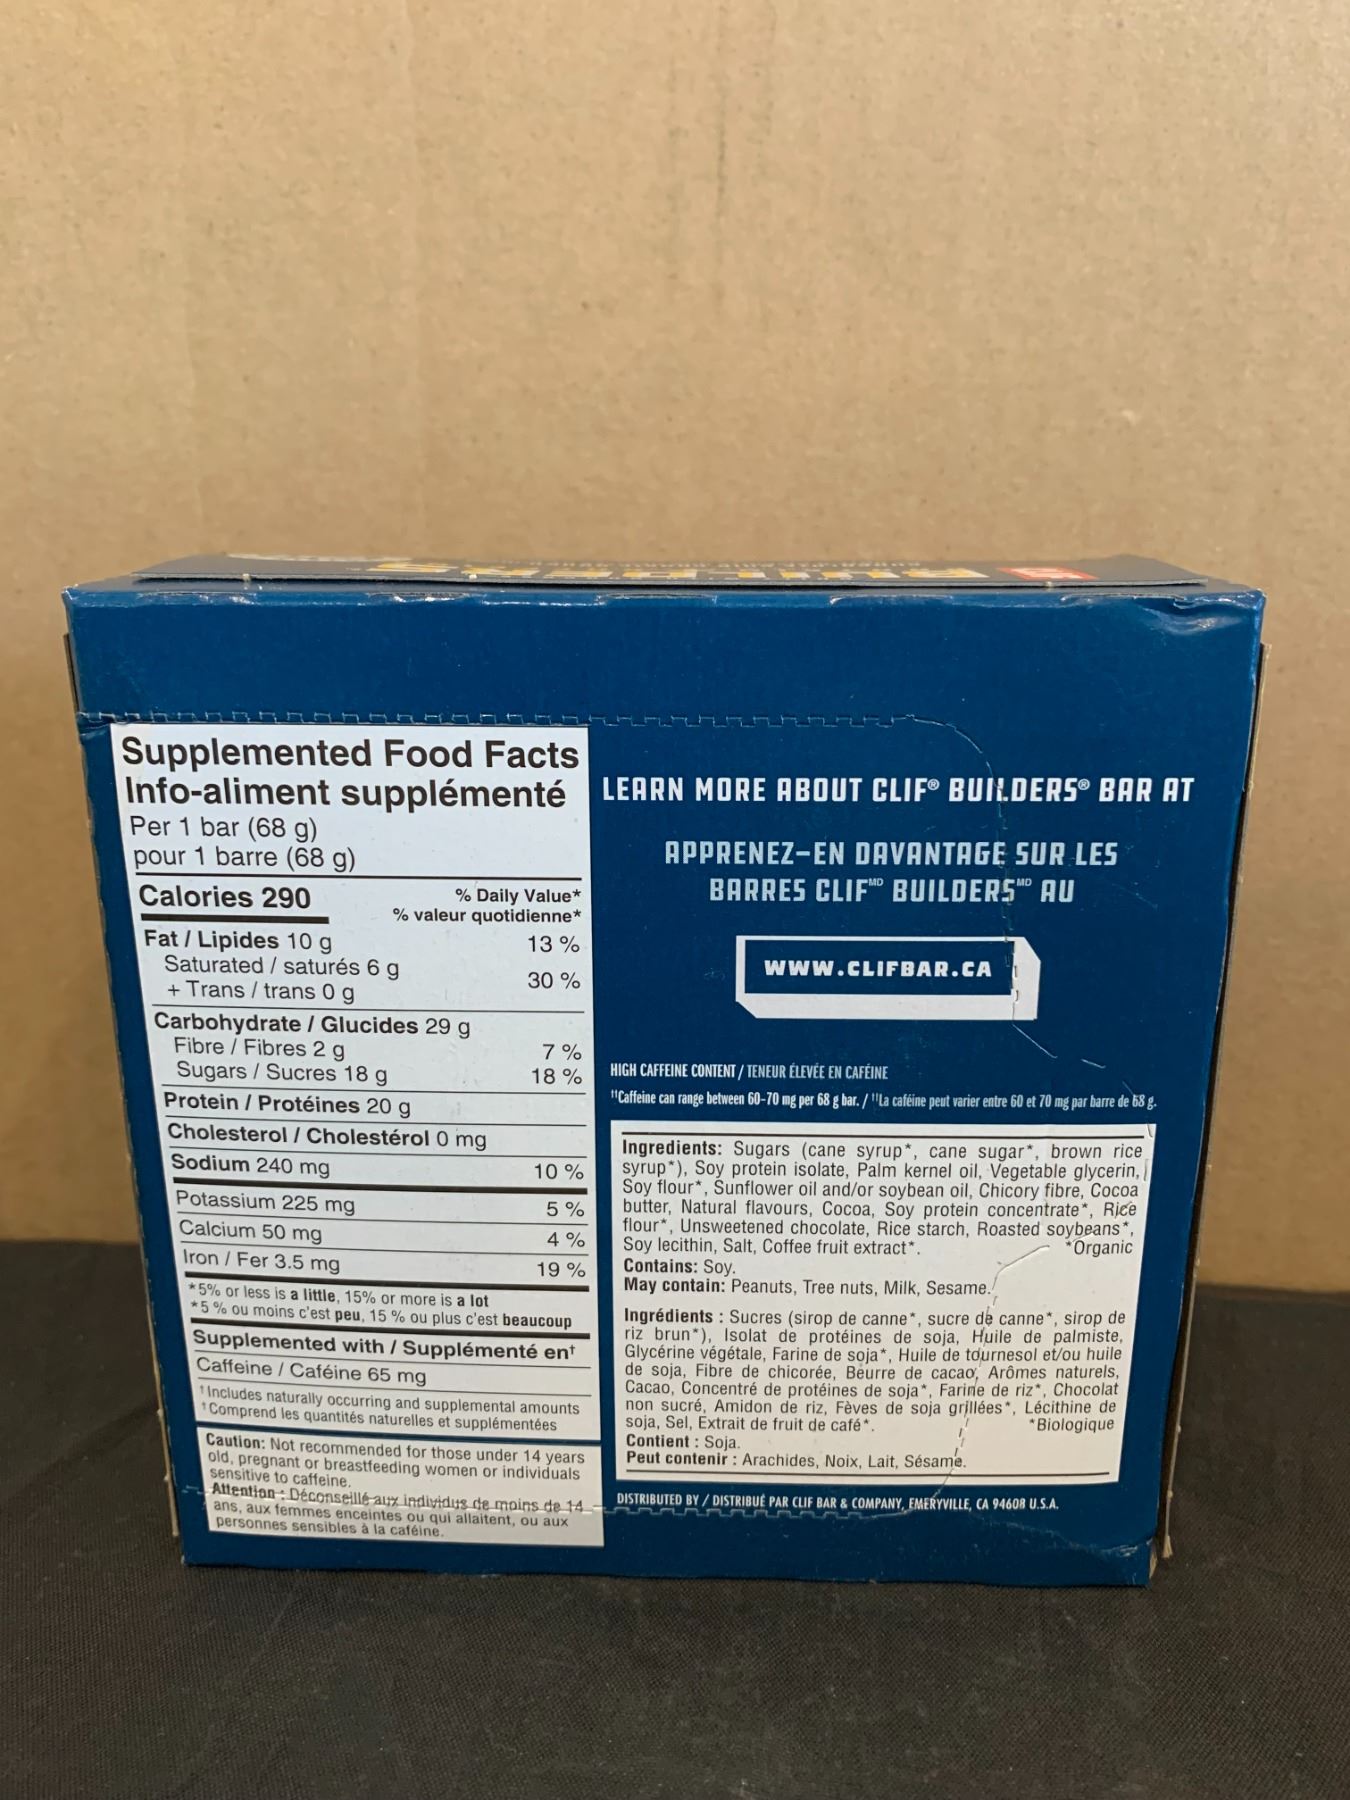 Supplemented Food Facts
Info-aliment supplémenté
Per 1 bar (68 g)
pour 1 barre (68 g)
Calories 290
% Daily Value*
% valeur quotidienne*
Fat / Lipides 10 g 13 %
Saturated / saturés 6 g
+ Trans / trans 0 g 30 %
Carbohydrate / Glucides 29 g
Fibre / Fibres 2 g 7 %
Sugars / Sucres 18 g 18 %
Protein / Protéines 20 g
Cholesterol / Cholestérol 0 mg
Sodium 240 mg 10 %
Potassium 225 mg 5 %
Calcium 50 mg 4 %
Iron / Fer 3.5 mg 19 %
*5% or less is a little, 15% or more is a lot
*5 % ou moins c'est peu, 15 % ou plus c'est beaucoup
Supplemented with / Supplémenté en†
Caffeine / Caféine 65 mg
†Includes naturally occurring and supplemental amounts
†Comprend les quantités naturelles et supplémentées
Caution: Not recommended for those under 14 years
old, pregnant or breastfeeding women or individuals
sensitive to caffeine.
Attention : Déconseillé aux individus de moins de 14
ans, aux femmes enceintes ou qui allaitent, ou aux
personnes sensibles à la caféine.
LEARN MORE ABOUT CLIF® BUILDERS® BAR AT
APPRENEZ-EN DAVANTAGE SUR LES
BARRES CLIF MD BUILDERS MD AU
WWW.CLIFBAR.CA
HIGH CAFFEINE CONTENT / TENEUR ÉLEVÉE EN CAFÉINE
††Caffeine can range between 60-70 mg per 68 g bar. / ††La caféine peut varier entre 60 et 70 mg par barre de 68 g.
Ingredients: Sugars (cane syrup*, cane sugar*, brown rice
syrup*), Soy protein isolate, Palm kernel oil, Vegetable glycerin,
Soy flour*, Sunflower oil and/or soybean oil, Chicory fibre, Cocoa
butter, Natural flavours, Cocoa, Soy protein concentrate*, Rice
flour*, Unsweetened chocolate, Rice starch, Roasted soybeans*,
Soy lecithin, Salt, Coffee fruit extract*. *Organic
Contains: Soy.
May contain: Peanuts, Tree nuts, Milk, Sesame.
Ingrédients : Sucres (sirop de canne*, sucre de canne*, sirop de
riz brun*), Isolat de protéines de soja, Huile de palmiste,
Glycérine végétale, Farine de soja*, Huile de tournesol et/ou huile
de soja, Fibre de chicorée, Beurre de cacao, Arômes naturels,
Cacao, Concentré de protéines de soja*, Farine de riz*, Chocolat
non sucré, Amidon de riz, Fèves de soja grillées*, Lécithine de
soja, Sel, Extrait de fruit de café*. *Biologique
Contient : Soja.
Peut contenir : Arachides, Noix, Lait, Sésame.
DISTRIBUTED BY / DISTRIBUÉ PAR CLIF BAR & COMPANY, EMERYVILLE, CA 94608 U.S.A.